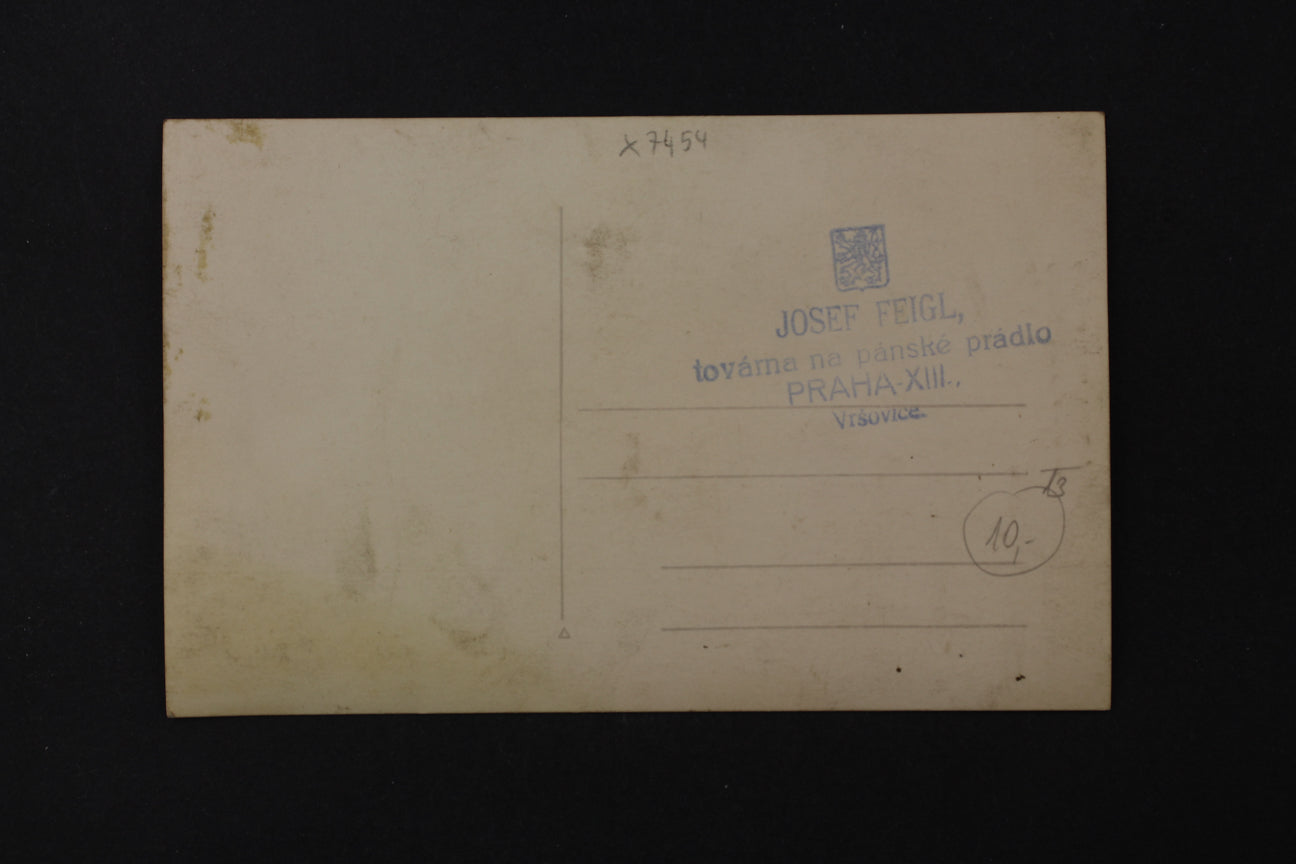 x7454
JOSEF FEIGL,
továrna na pánské prádlo
PRAHA-XIII.,
Vršovice.
10,-